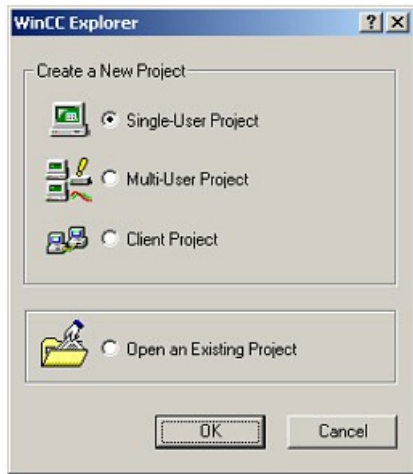 WinCC Explorer
Create a New Project
Single-User Project
Multi-User Project
Client Project
Open an Existing Project
OK
Cancel